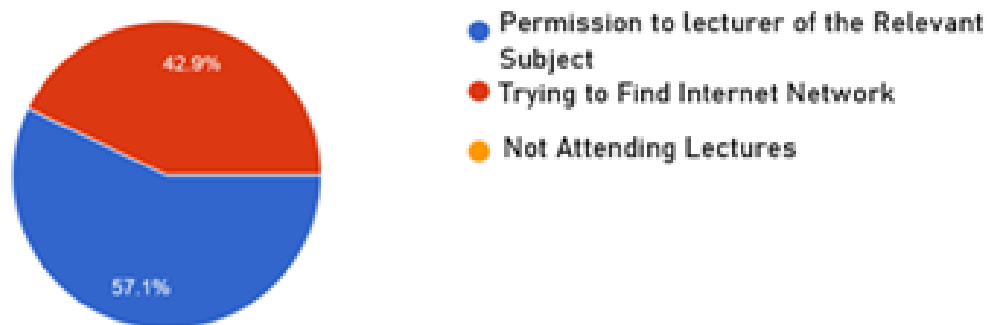 42.9%
57.1%
Permission to lecturer of the Relevant
Subject
Trying to Find Internet Network
Not Attending Lectures